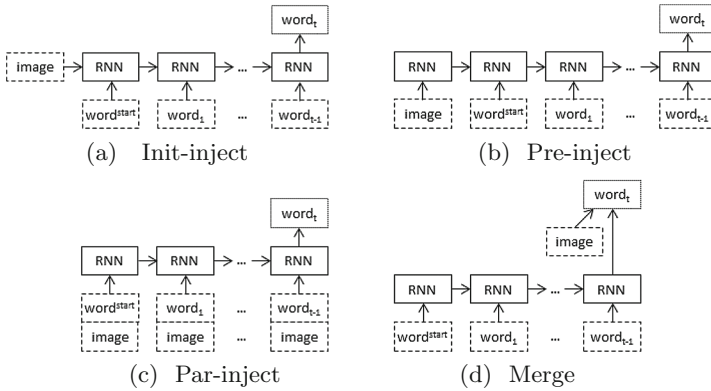 word_t
image RNN RNN ... RNN
word^start word_1 ... word_t-1
(a) Init-inject
word_t
RNN RNN RNN ... RNN
image word^start word_1 ... word_t-1
(b) Pre-inject
word_t
RNN RNN ... RNN
word^start word_1 ... word_t-1
image image ... image
(c) Par-inject
word_t
image
RNN RNN ... RNN
word^start word_1 ... word_t-1
(d) Merge